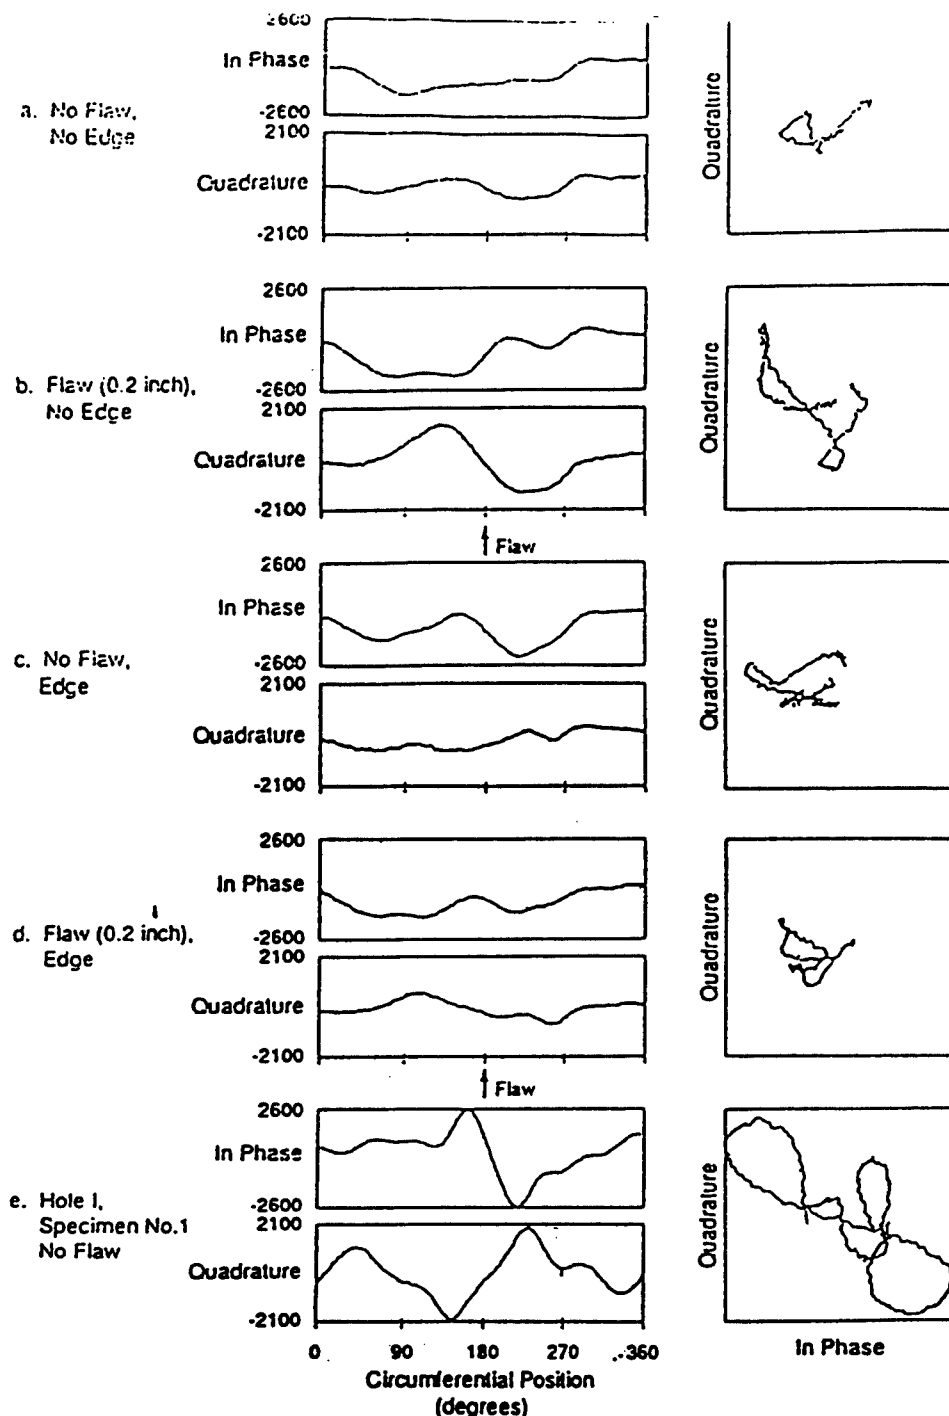 2600
In Phase
-2600
a. No Flaw,
No Edge
2100
Quadrature
-2100
Quadrature
2600
In Phase
-2600
b. Flaw (0.2 inch),
No Edge
2100
Quadrature
-2100
Quadrature
Flaw
2600
In Phase
-2600
c. No Flaw,
Edge
2100
Quadrature
-2100
Quadrature
2600
In Phase
-2600
d. Flaw (0.2 inch),
Edge
2100
Quadrature
-2100
Quadrature
Flaw
2600
In Phase
-2600
e. Hole I,
Specimen No.1
No Flaw
2100
Quadrature
-2100
Quadrature
0 90 180 270 360
In Phase
Circumferential Position
(degrees)